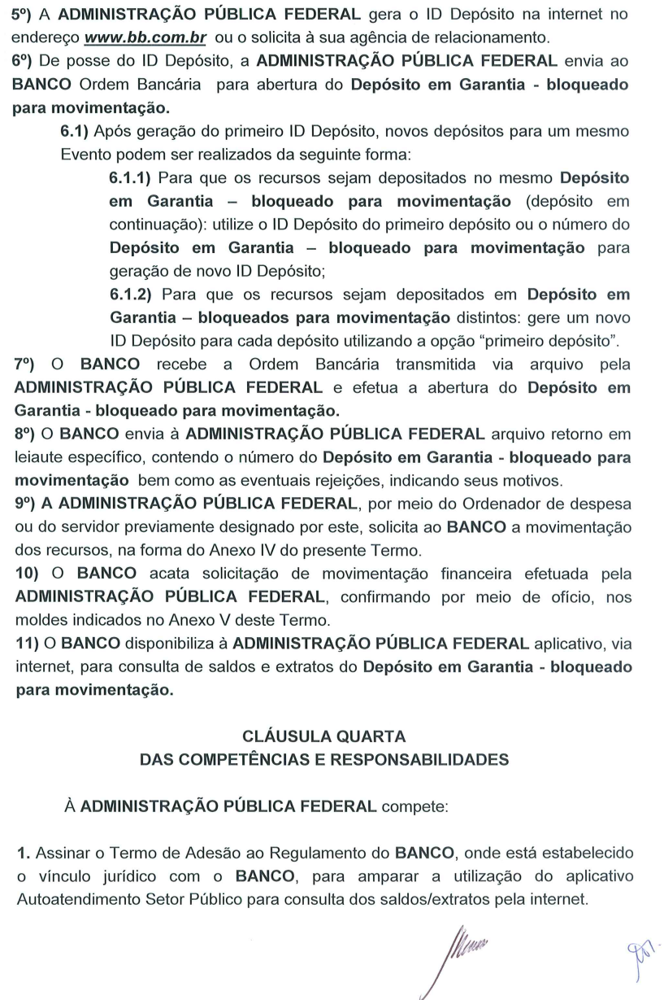 5º) A ADMINISTRAÇÃO PÚBLICA FEDERAL gera o ID Depósito na internet no
endereço www.bb.com.br ou o solicita à sua agência de relacionamento.
6º) De posse do ID Depósito, a ADMINISTRAÇÃO PÚBLICA FEDERAL envia ao
BANCO Ordem Bancária para abertura do Depósito em Garantia - bloqueado
para movimentação.
6.1) Após geração do primeiro ID Depósito, novos depósitos para um mesmo
Evento podem ser realizados da seguinte forma:
6.1.1) Para que os recursos sejam depositados no mesmo Depósito
em Garantia – bloqueado para movimentação (depósito em
continuação): utilize o ID Depósito do primeiro depósito ou o número do
Depósito em Garantia – bloqueado para movimentação para
geração de novo ID Depósito;
6.1.2) Para que os recursos sejam depositados em Depósito em
Garantia – bloqueados para movimentação distintos: gere um novo
ID Depósito para cada depósito utilizando a opção “primeiro depósito”.
7º) O BANCO recebe a Ordem Bancária transmitida via arquivo pela
ADMINISTRAÇÃO PÚBLICA FEDERAL e efetua a abertura do Depósito em
Garantia - bloqueado para movimentação.
8º) O BANCO envia à ADMINISTRAÇÃO PÚBLICA FEDERAL arquivo retorno em
leiaute específico, contendo o número do Depósito em Garantia - bloqueado para
movimentação bem como as eventuais rejeições, indicando seus motivos.
9º) A ADMINISTRAÇÃO PÚBLICA FEDERAL, por meio do Ordenador de despesa
ou do servidor previamente designado por este, solicita ao BANCO a movimentação
dos recursos, na forma do Anexo IV do presente Termo.
10) O BANCO acata solicitação de movimentação financeira efetuada pela
ADMINISTRAÇÃO PÚBLICA FEDERAL, confirmando por meio de ofício, nos
moldes indicados no Anexo V deste Termo.
11) O BANCO disponibiliza à ADMINISTRAÇÃO PÚBLICA FEDERAL aplicativo, via
internet, para consulta de saldos e extratos do Depósito em Garantia - bloqueado
para movimentação.
CLÁUSULA QUARTA
DAS COMPETÊNCIAS E RESPONSABILIDADES
À ADMINISTRAÇÃO PÚBLICA FEDERAL compete:
1. Assinar o Termo de Adesão ao Regulamento do BANCO, onde está estabelecido
o vínculo jurídico com o BANCO, para amparar a utilização do aplicativo
Autoatendimento Setor Público para consulta dos saldos/extratos pela internet.